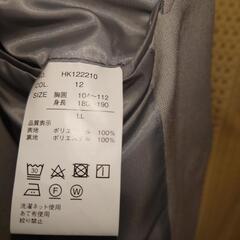 NO. HK122210
COL. 12
SIZE 胸囲 104~112
身長 180~190
LL
品質表示
表地 ポリエステル 100%
裏地 ポリエステル 100%
洗濯ネット使用
あて布使用